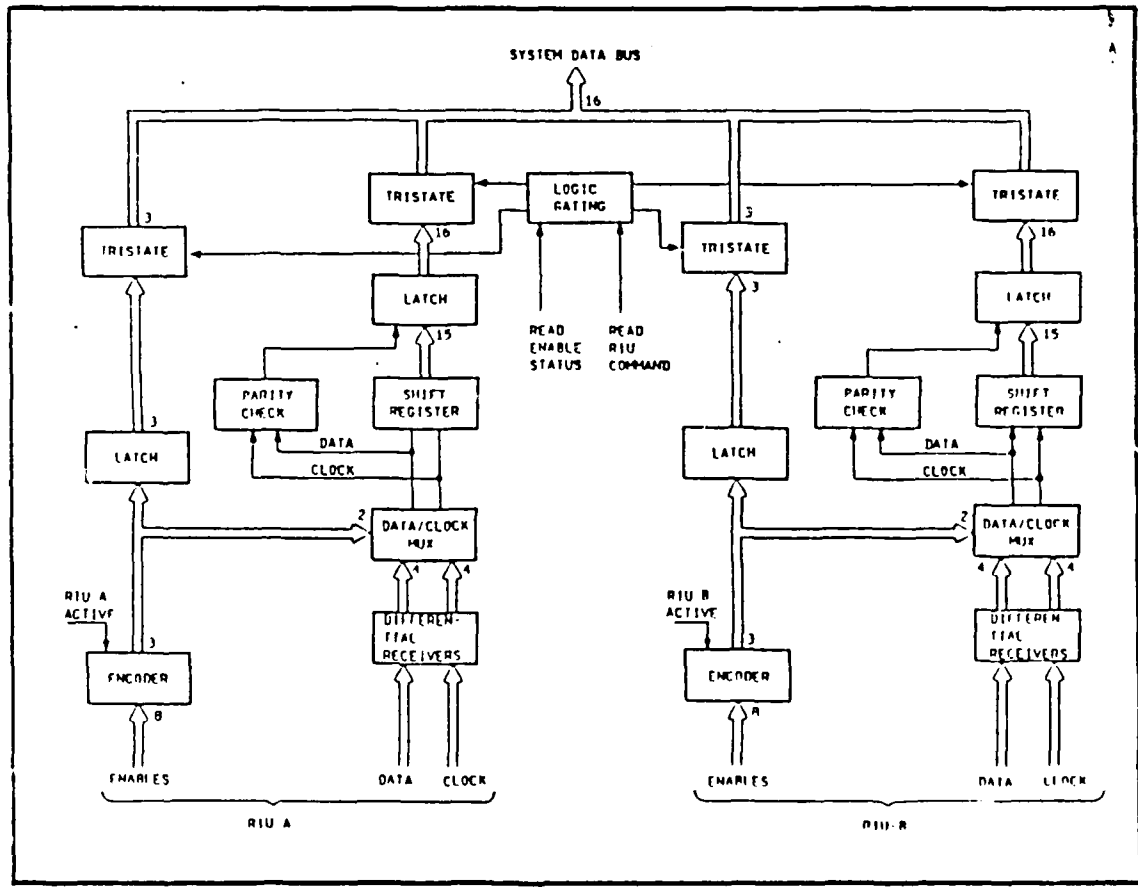 A
SYSTEM DATA BUS
16
TRISTATE
LOGIC
GATING
TRISTATE
3
16
3
16
TRISTATE
TRISTATE
LATCH
3
LATCH
15
READ
ENABLE
STATUS
READ
RIU
COMMAND
15
PARITY
CHECK
SHIFT
REGISTER
PARITY
CHECK
SHIFT
REGISTER
3
DATA
CLOCK
LATCH
DATA
CLOCK
LATCH
2
DATA/CLOCK
MUX
2
DATA/CLOCK
MUX
4
4
4
4
RIU A
ACTIVE
RIU B
ACTIVE
DIFFEREN-
TIAL
RECEIVERS
DIFFEREN-
TIAL
RECEIVERS
3
3
ENCODER
ENCODER
8
8
ENABLES
DATA
CLOCK
ENABLES
DATA
CLOCK
RIU A
RIU-B